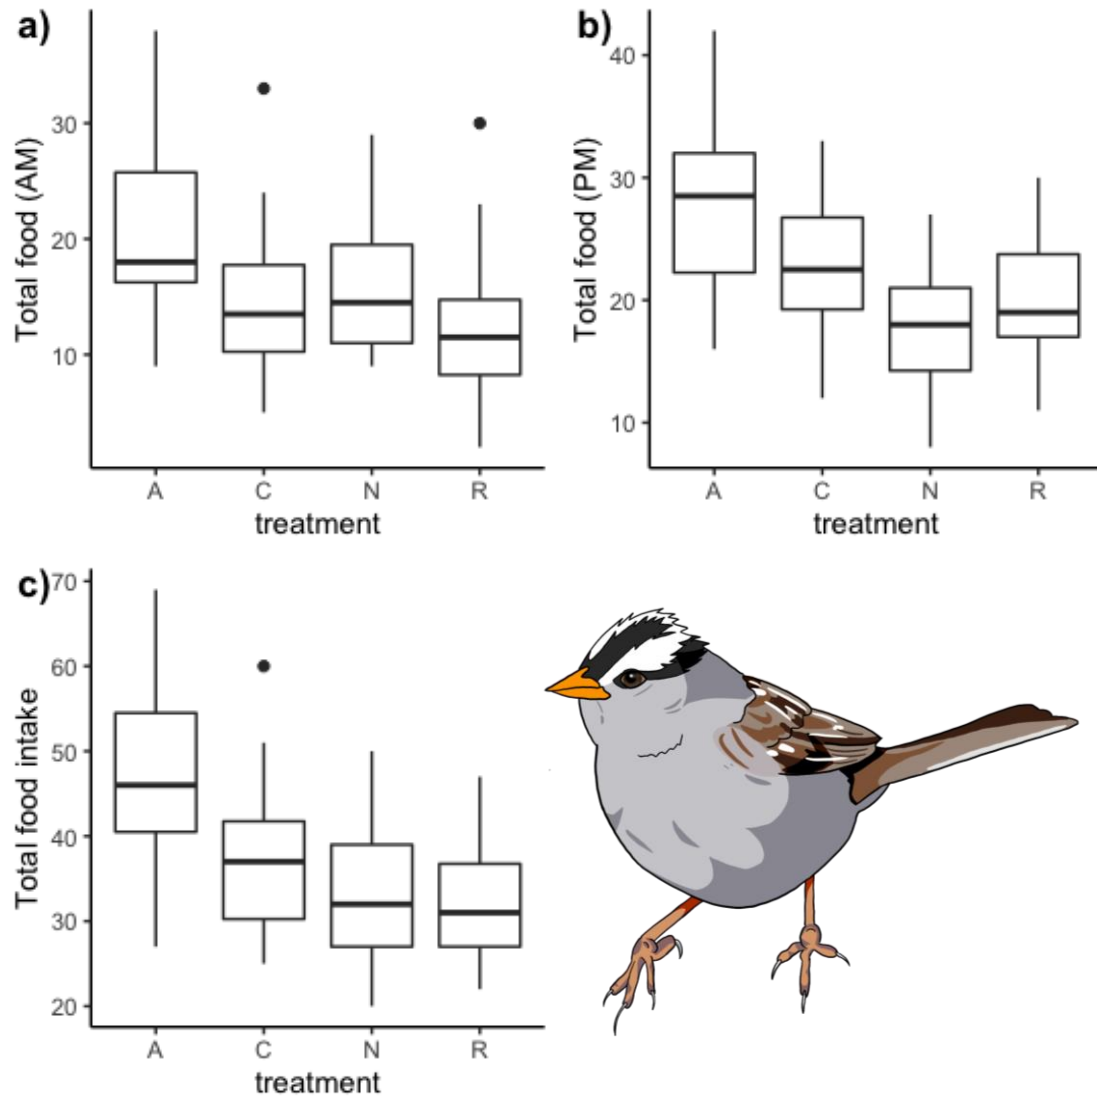 a)
Total food (AM)
30
20
10
A C N R
treatment
b)
Total food (PM)
40
30
20
10
A C N R
treatment
c)
Total food intake
70
60
50
40
30
20
A C N R
treatment